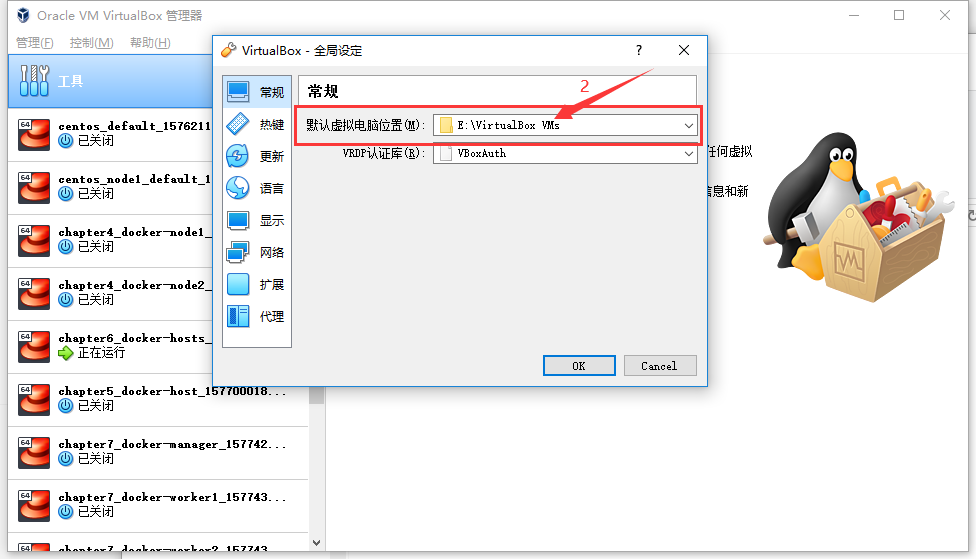 Oracle VM VirtualBox 管理器
管理(F) 控制(M) 帮助(H)
工具
centos_default_1576211
已关闭
centos_node1_default_1
已关闭
chapter4_docker-node1_
已关闭
chapter4_docker-node2_
已关闭
chapter6_docker-hosts_
正在运行
chapter5_docker-host_157700018...
已关闭
chapter7_docker-manager_157742...
已关闭
chapter7_docker-worker1_157743...
已关闭
chapter7_docker-worker2_157743
VirtualBox - 全局设定
?
常规
热键
更新
语言
显示
网络
扩展
代理
常规
2
默认虚拟电脑位置(M): E:\VirtualBox VMs
VRDP认证库(R): VBoxAuth
OK Cancel
任何虚拟
信息和新
64
64
64
64
64
64
64
64
64